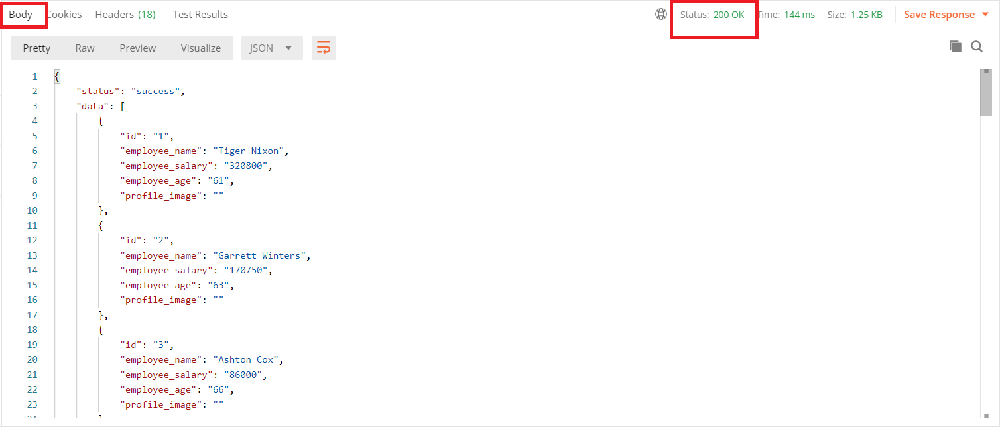 Body Cookies Headers (18) Test Results Status: 200 OK Time: 144 ms Size: 1.25 KB Save Response
Pretty Raw Preview Visualize JSON
1 {
2 "status": "success",
3 "data": [
4 {
5 "id": "1",
6 "employee_name": "Tiger Nixon",
7 "employee_salary": "320800",
8 "employee_age": "61",
9 "profile_image": ""
10 },
11 {
12 "id": "2",
13 "employee_name": "Garrett Winters",
14 "employee_salary": "170750",
15 "employee_age": "63",
16 "profile_image": ""
17 },
18 {
19 "id": "3",
20 "employee_name": "Ashton Cox",
21 "employee_salary": "86000",
22 "employee_age": "66",
23 "profile_image": ""